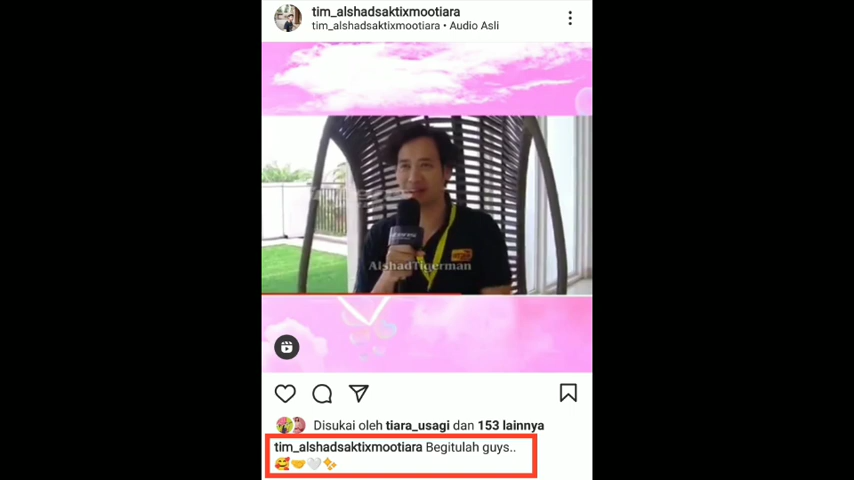 tim_alshadsaktixmootiara
tim_alshadsaktixmootiara • Audio Asli
AlshadTigerman
Disukai oleh tiara_usagi dan 153 lainnya
tim_alshadsaktixmootiara Begitulah guys..
🥰🤝🤍✨